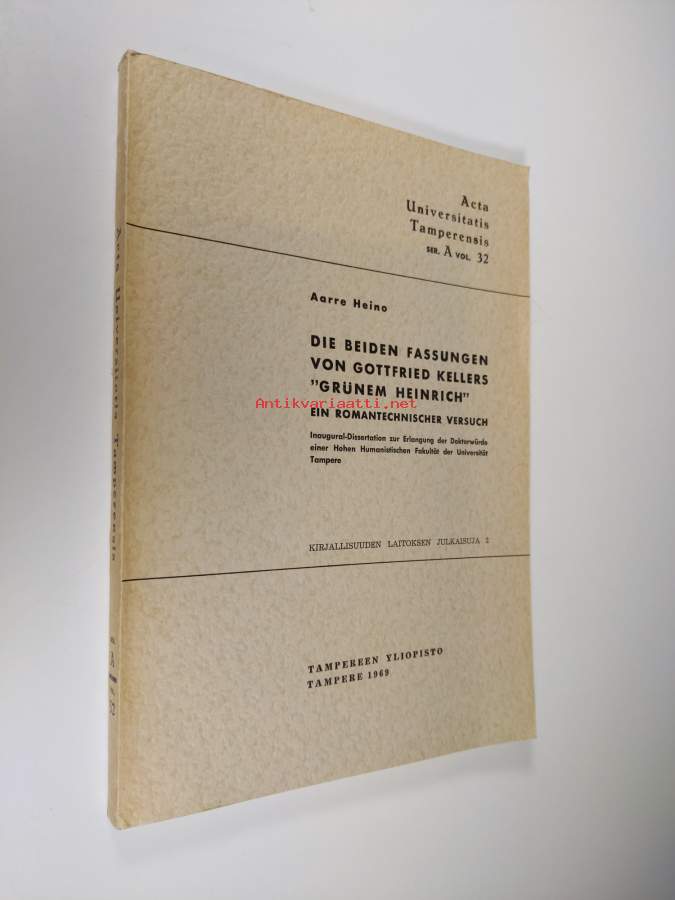 Acta
Universitatis
Tamperensis
SER. A VOL. 32
Aarre Heino
DIE BEIDEN FASSUNGEN
VON GOTTFRIED KELLERS
”GRÜNEM HEINRICH”
Antikvariaatti.net
EIN ROMANTECHNISCHER VERSUCH
Inaugural-Dissertation zur Erlangung der Doktorwürde
einer Hohen Humanistischen Fakultät der Universität
Tampere
KIRJALLISUUDEN LAITOKSEN JULKAISUJA 2
TAMPEREEN YLIOPISTO
TAMPERE 1969
Acta Universitatis Tamperensis